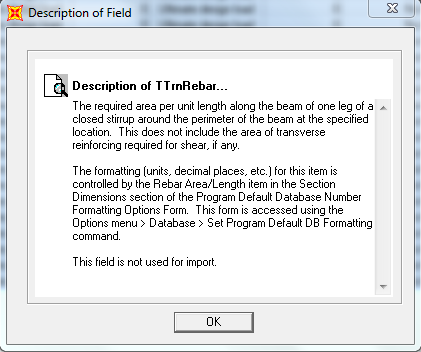 Description of Field
Description of TTrnRebar...
The required area per unit length along the beam of one leg of a
closed stirrup around the perimeter of the beam at the specified
location. This does not include the area of transverse
reinforcing required for shear, if any.
The formatting (units, decimal places, etc.) for this item is
controlled by the Rebar Area/Length item in the Section
Dimensions section of the Program Default Database Number
Formatting Options Form. This form is accessed using the
Options menu > Database > Set Program Default DB Formatting
command.
This field is not used for import.
OK